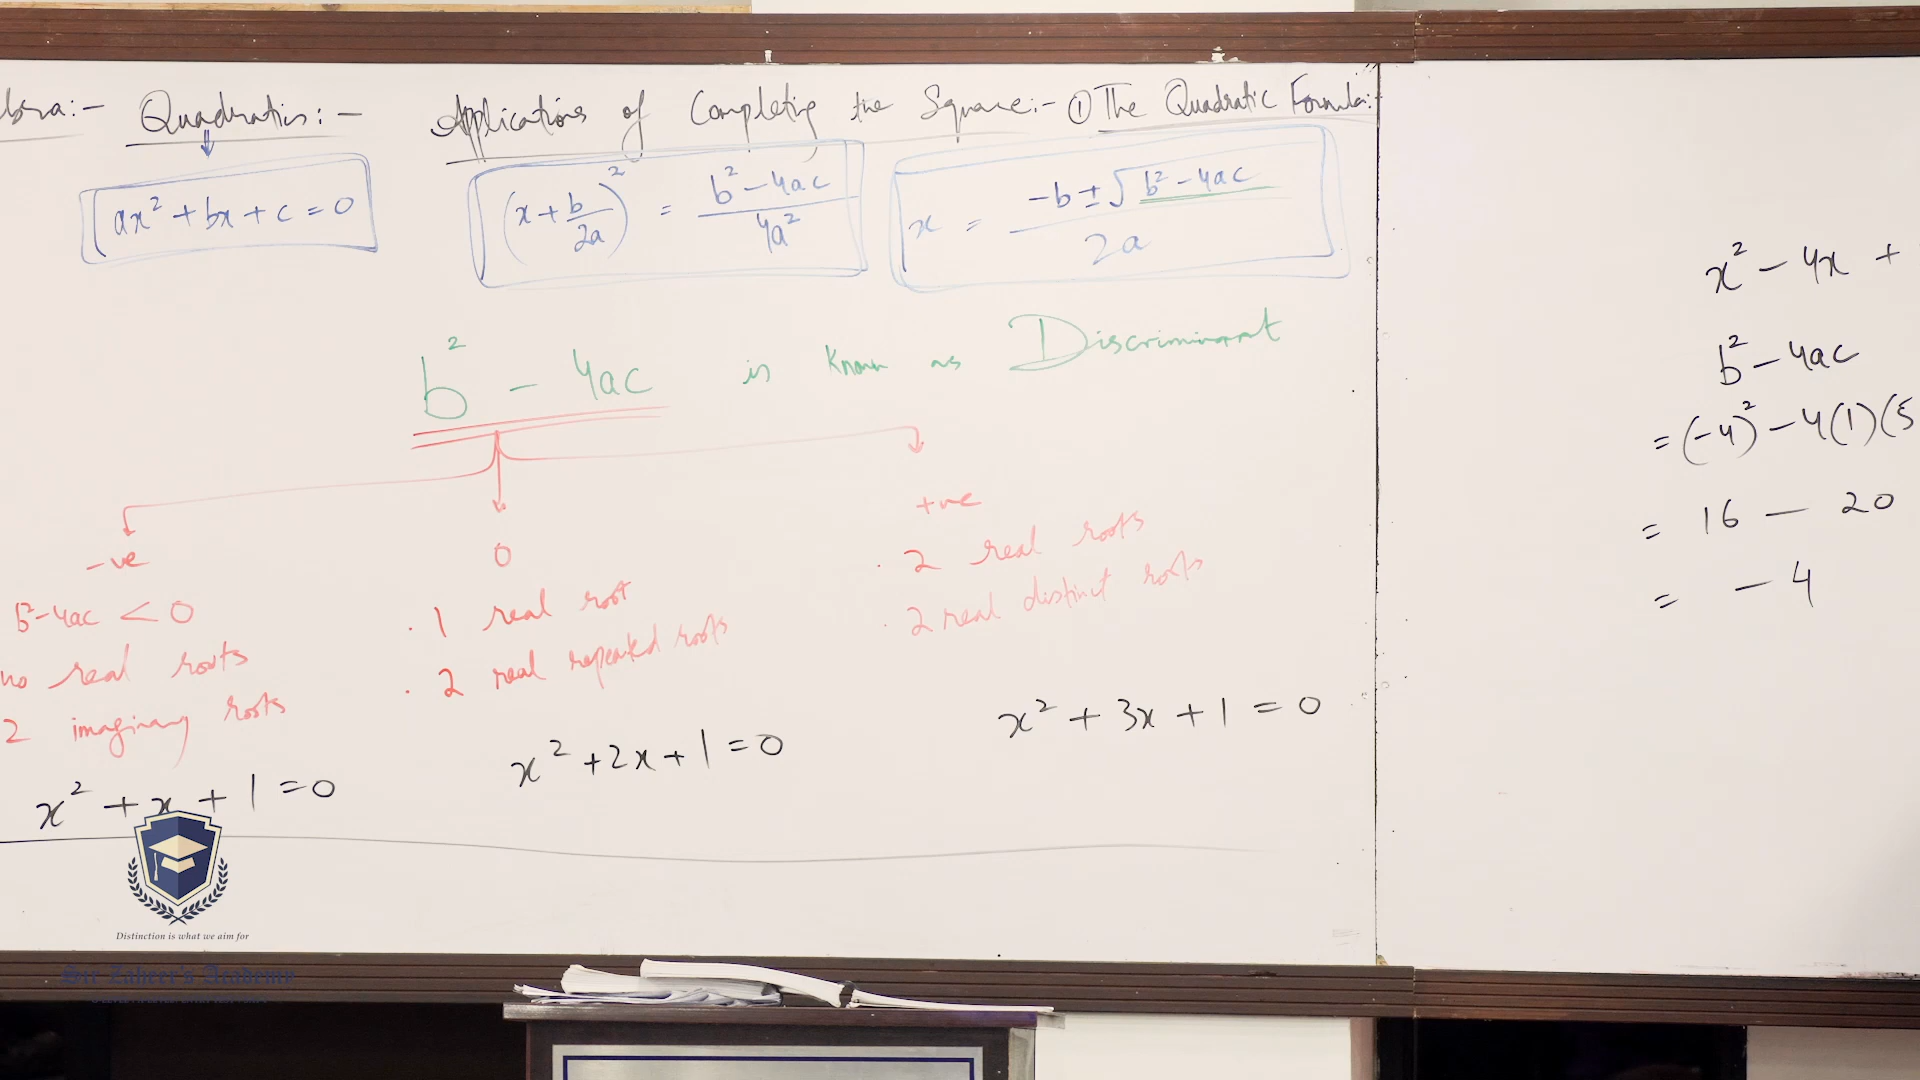 Quadratics:- Applications of Completing the Square:- ① The Quadratic Formula:-
ax² + bx + c = 0
(x + b/2a)² = (b² - 4ac)/4a²
x = (-b ± √(b² - 4ac))/2a
b² - 4ac is known as Discriminant
-ve
b²-4ac < 0
no real roots
2 imaginary roots
x² + x + 1 = 0
0
· 1 real root
· 2 real repeated roots
x² + 2x + 1 = 0
+ve
· 2 real roots
· 2 real distinct roots
x² + 3x + 1 = 0
x² - 4x +
b² - 4ac
= (-4)² - 4(1)(5
= 16 - 20
= - 4
Distinction is what we aim for
Sir Zaheer's Academy